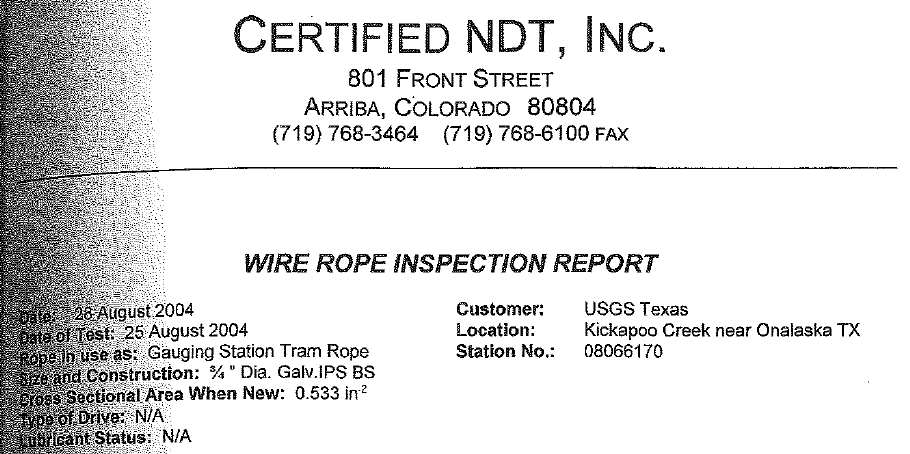 CERTIFIED NDT, INC.
801 FRONT STREET
ARRIBA, COLORADO 80804
(719) 768-3464 (719) 768-6100 FAX
WIRE ROPE INSPECTION REPORT
Date: 28 August 2004
Date of Test: 25 August 2004
Rope in use as: Gauging Station Tram Rope
Size and Construction: ¾ " Dia. Galv.IPS BS
Cross Sectional Area When New: 0.533 in⁻²
Type of Drive: N/A
Lubricant Status: N/A
Customer: USGS Texas
Location: Kickapoo Creek near Onalaska TX
Station No.: 08066170